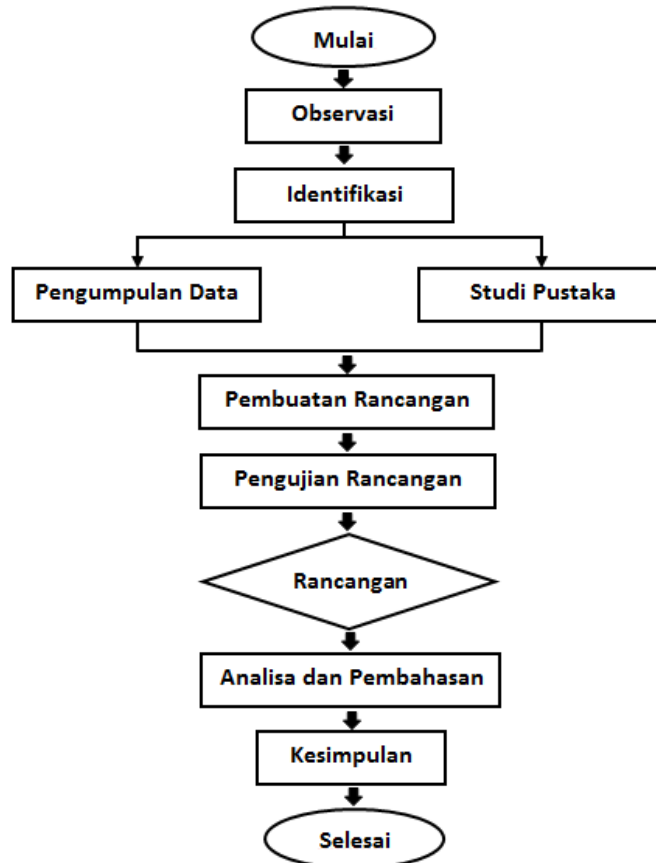 Mulai
Observasi
Identifikasi
Pengumpulan Data
Studi Pustaka
Pembuatan Rancangan
Pengujian Rancangan
Rancangan
Analisa dan Pembahasan
Kesimpulan
Selesai